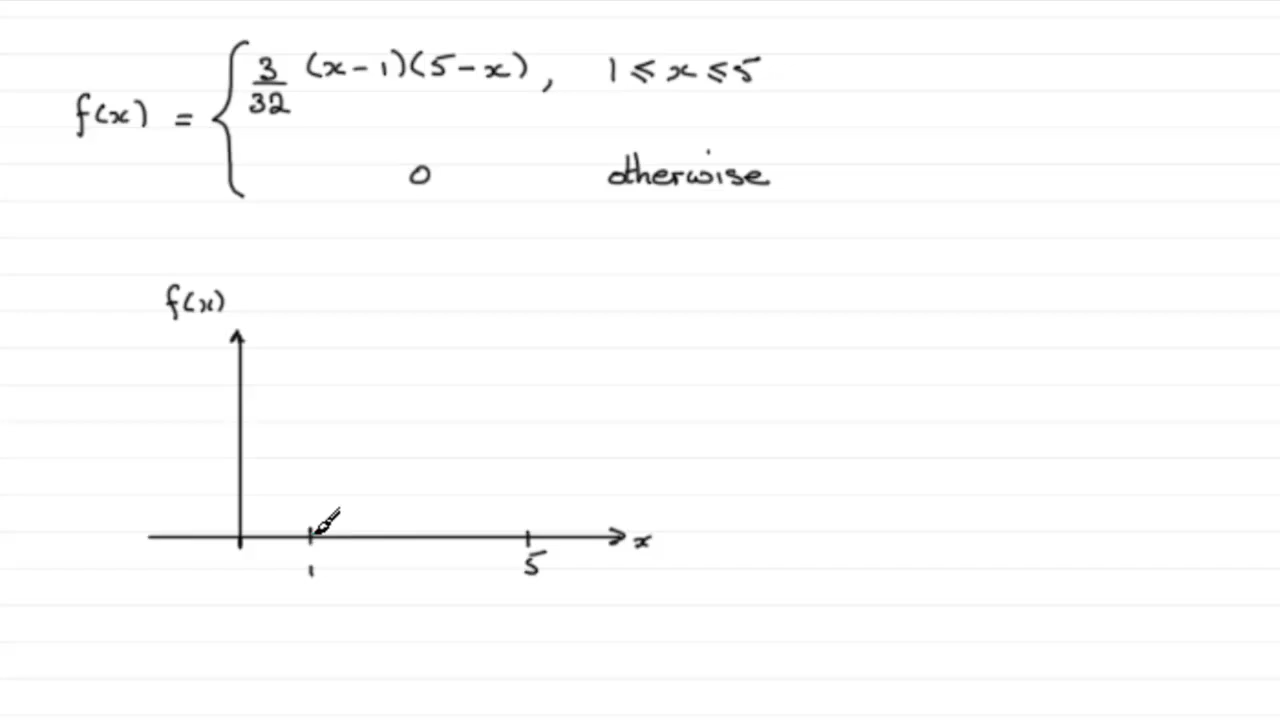 f(x) = { 3/32 (x-1)(5-x), 1 ⩽ x ⩽ 5
0 otherwise
f(x)
x
1 5